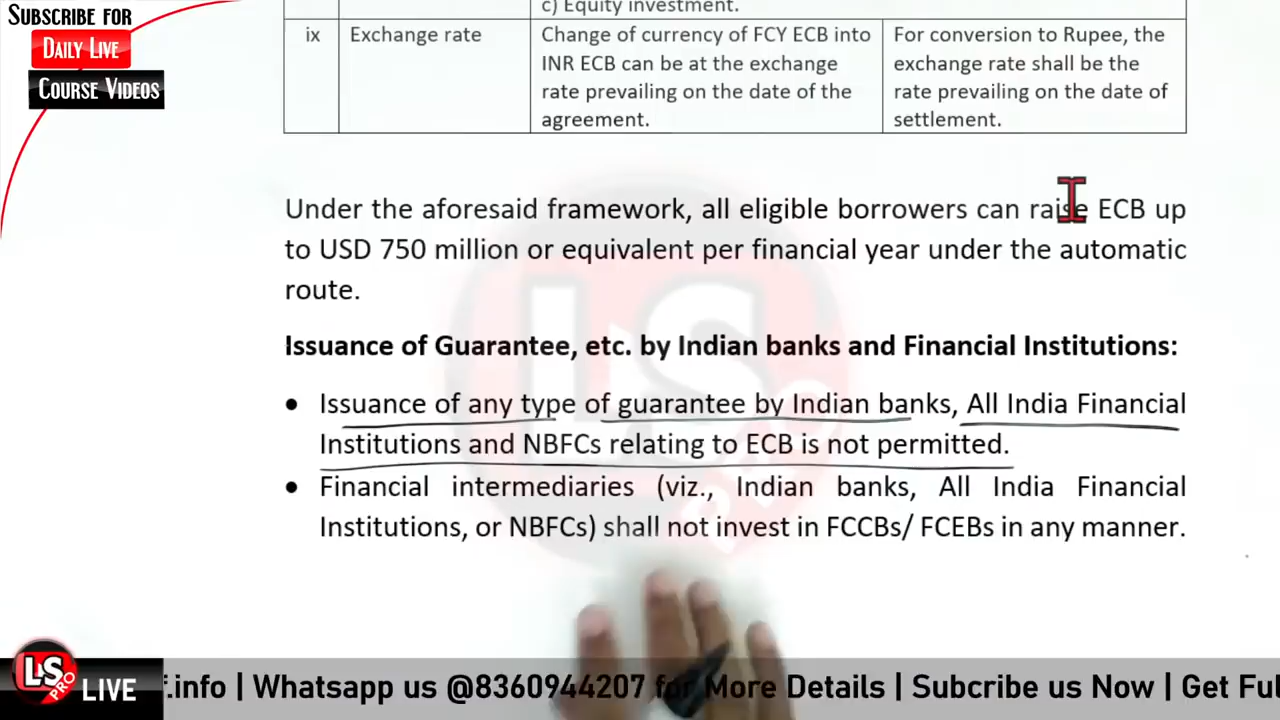 SUBSCRIBE FOR
DAILY LIVE
COURSE VIDEOS
c) Equity investment.
ix Exchange rate Change of currency of FCY ECB into For conversion to Rupee, the
INR ECB can be at the exchange exchange rate shall be the
rate prevailing on the date of the rate prevailing on the date of
agreement. settlement.
Under the aforesaid framework, all eligible borrowers can raise ECB up
to USD 750 million or equivalent per financial year under the automatic
route.
Issuance of Guarantee, etc. by Indian banks and Financial Institutions:
• Issuance of any type of guarantee by Indian banks, All India Financial
Institutions and NBFCs relating to ECB is not permitted.
• Financial intermediaries (viz., Indian banks, All India Financial
Institutions, or NBFCs) shall not invest in FCCBs/ FCEBs in any manner.
LS PRO
LS PRO LIVE
f.info | Whatsapp us @8360944207 for More Details | Subcribe us Now | Get Ful